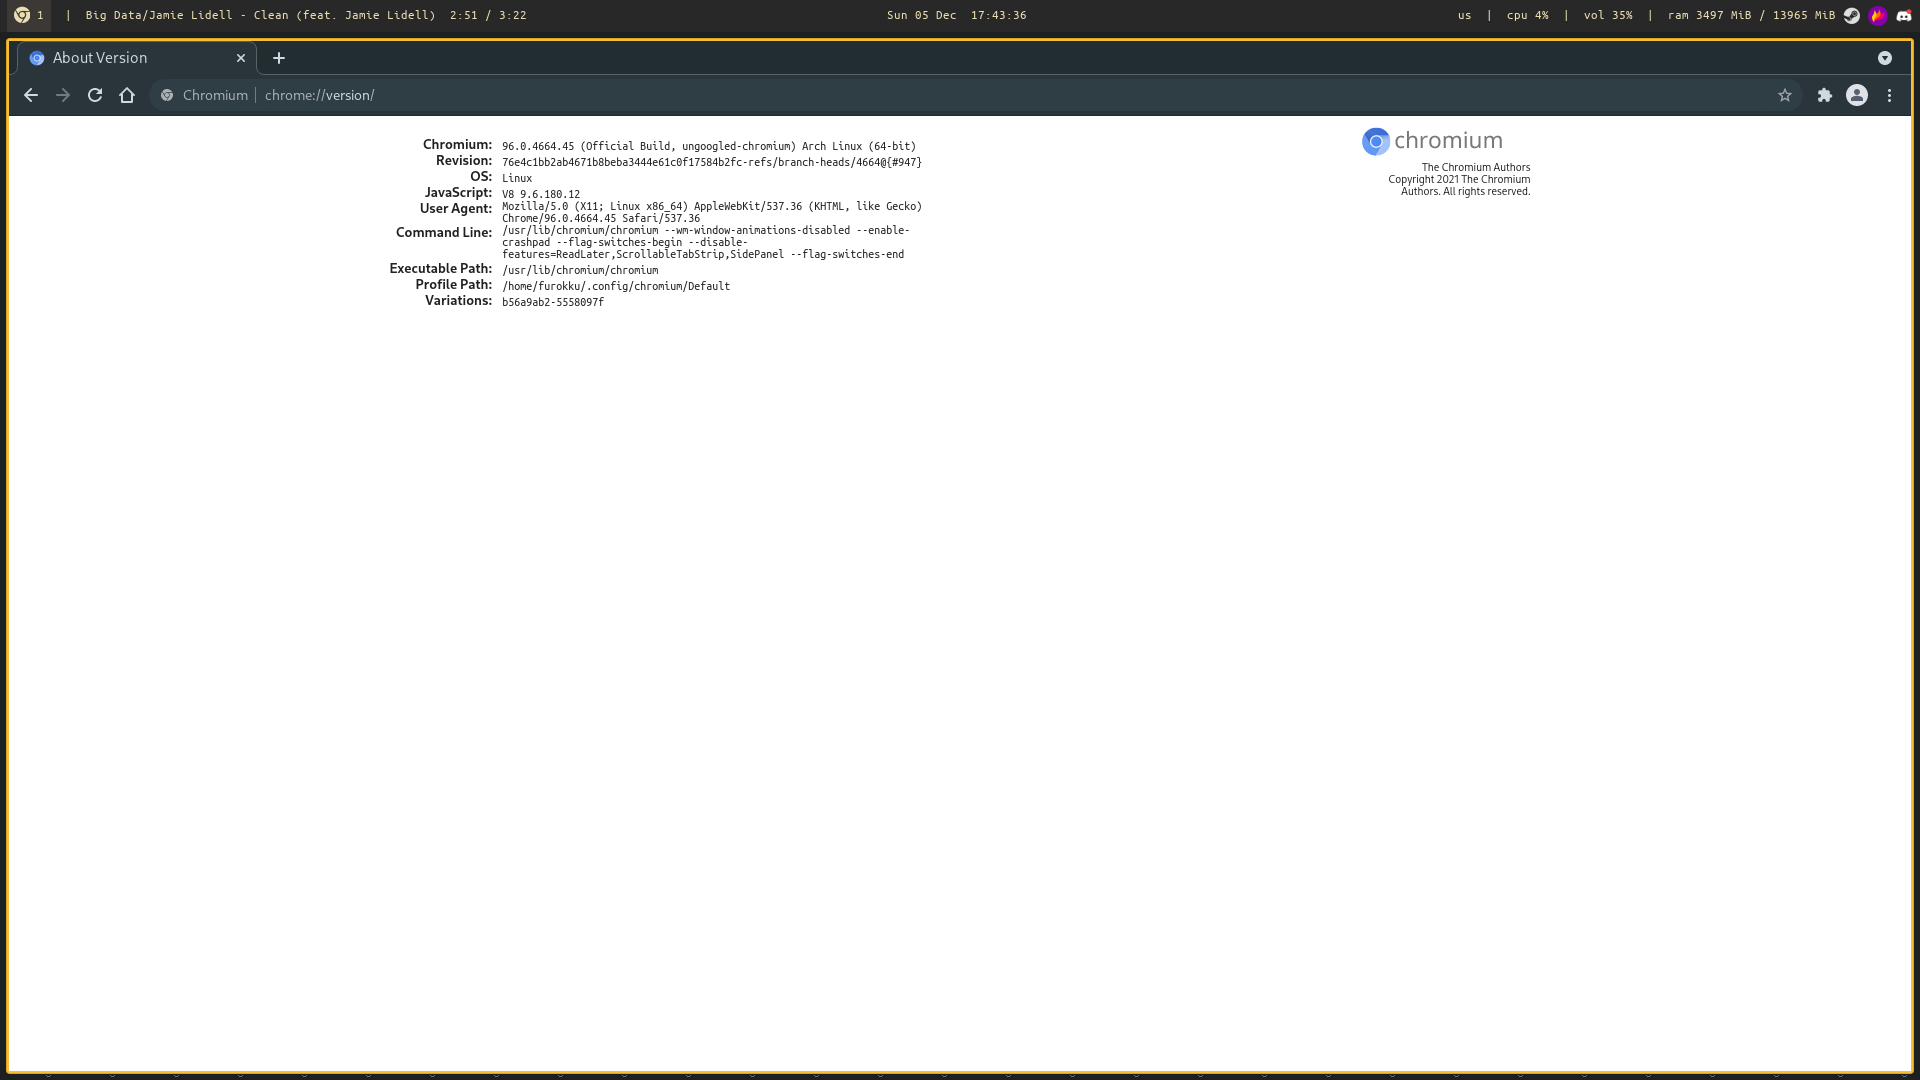 1 | Big Data/Jamie Lidell - Clean (feat. Jamie Lidell) 2:51 / 3:22
Sun 05 Dec 17:43:36
us | cpu 4% | vol 35% | ram 3497 MiB / 13965 MiB
About Version
Chromium chrome://version/
chromium
The Chromium Authors
Copyright 2021 The Chromium
Authors. All rights reserved.
Chromium: 96.0.4664.45 (Official Build, ungoogled-chromium) Arch Linux (64-bit)
Revision: 76e4c1bb2ab4671b8beba3444e61c0f17584b2fc-refs/branch-heads/4664@{#947}
OS: Linux
JavaScript: V8 9.6.180.12
User Agent: Mozilla/5.0 (X11; Linux x86_64) AppleWebKit/537.36 (KHTML, like Gecko)
Chrome/96.0.4664.45 Safari/537.36
Command Line: /usr/lib/chromium/chromium --wm-window-animations-disabled --enable-
crashpad --flag-switches-begin --disable-
features=ReadLater,ScrollableTabStrip,SidePanel --flag-switches-end
Executable Path: /usr/lib/chromium/chromium
Profile Path: /home/furokku/.config/chromium/Default
Variations: b56a9ab2-5558097f